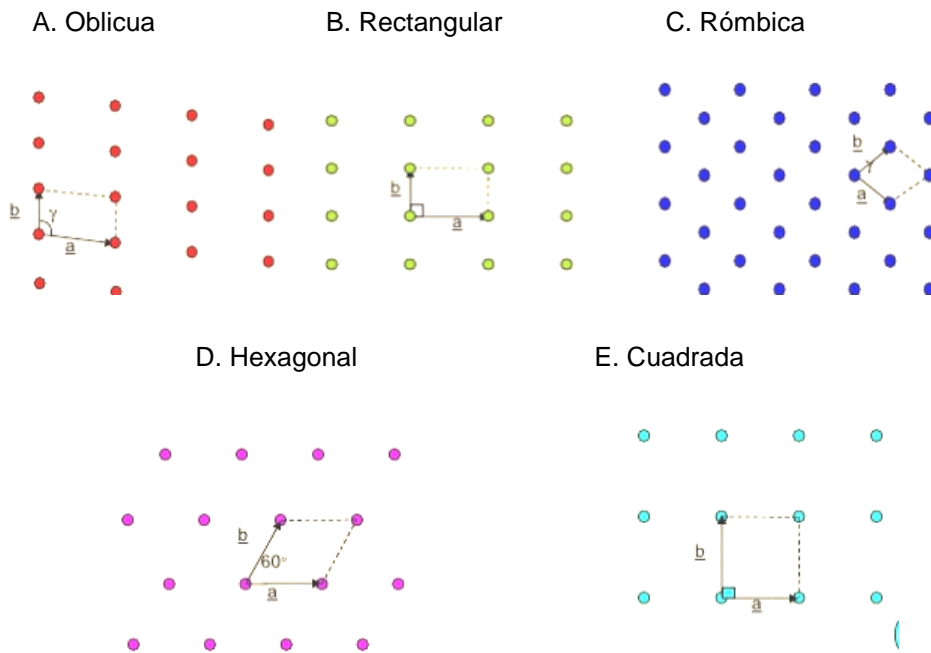 A. Oblicua
B. Rectangular
C. Rómbica
b
γ
a
b
a
b
γ
a
D. Hexagonal
E. Cuadrada
b
60°
a
b
a